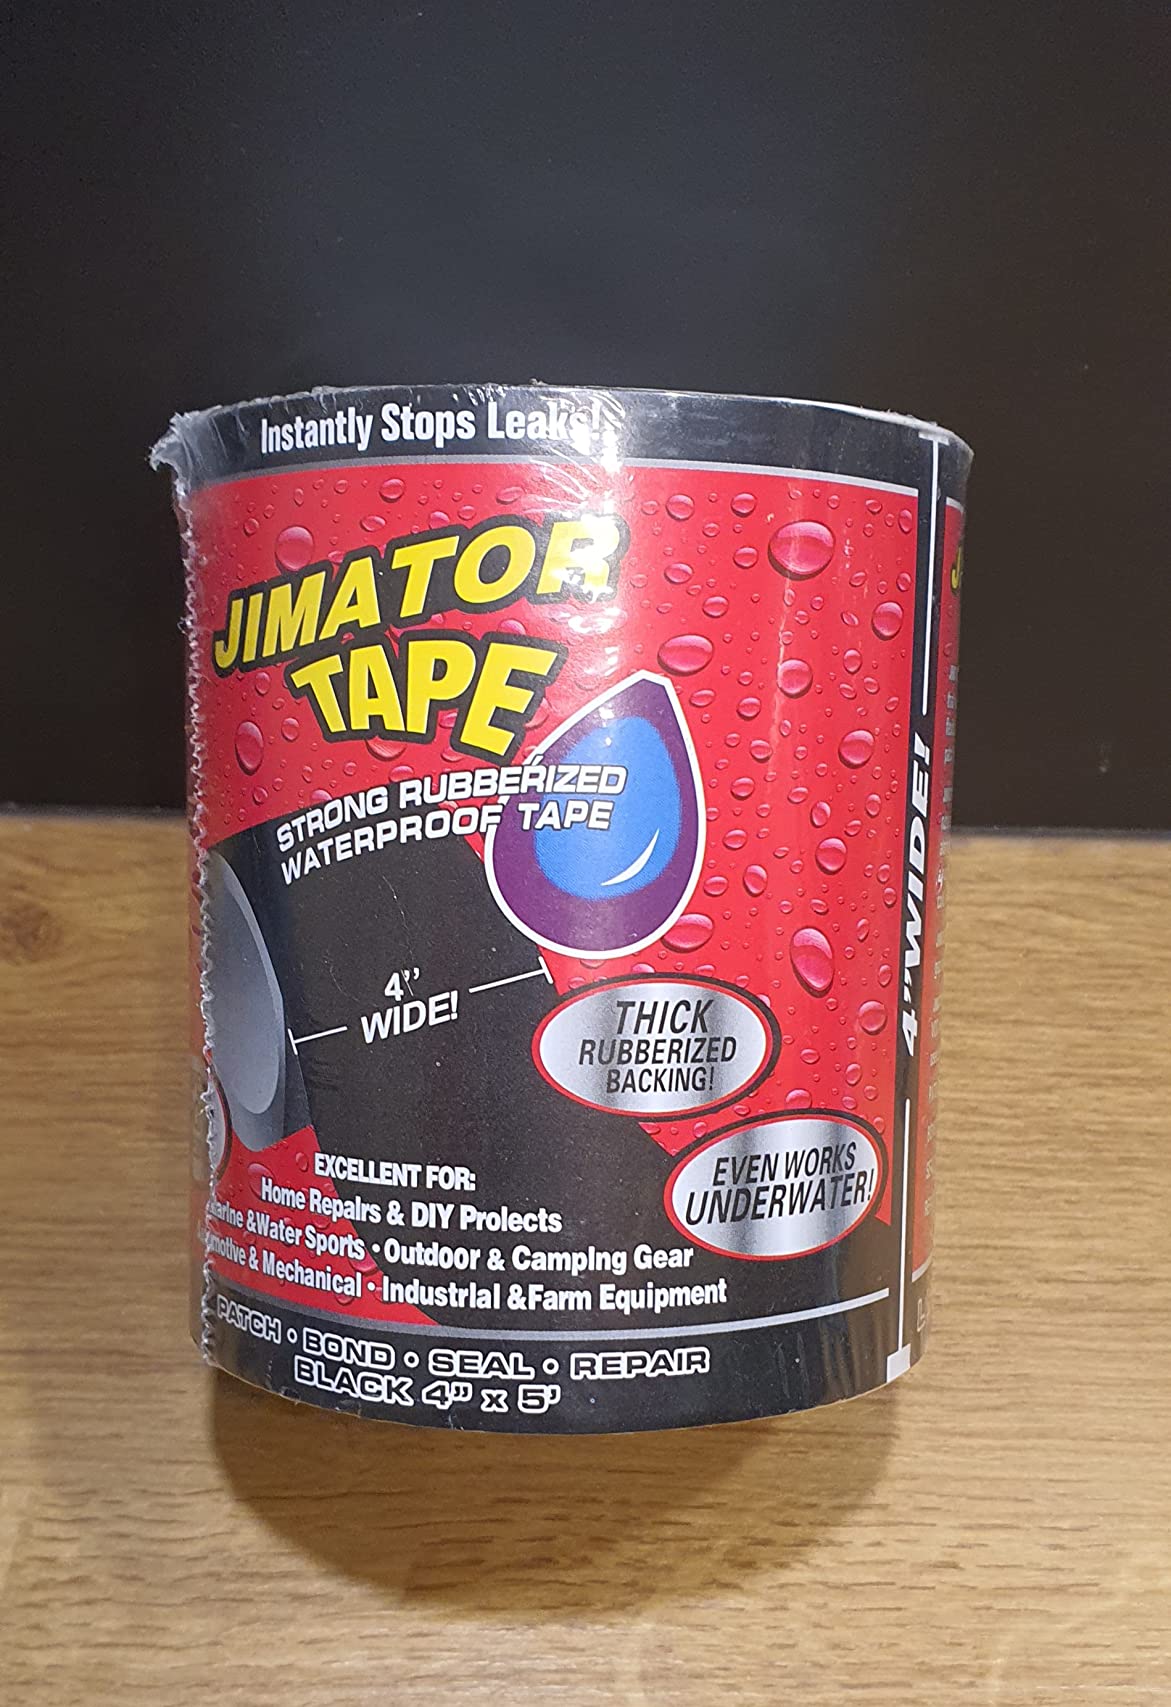 Instantly Stops Leaks!
JIMATOR
TAPE
STRONG RUBBERIZED
WATERPROOF TAPE
4"
WIDE!
THICK
RUBBERIZED
BACKING!
EVEN WORKS
UNDERWATER!
4"WIDE!
EXCELLENT FOR:
Home Repairs & DIY Prolects
&Water Sports • Outdoor & Camping Gear
& Mechanical • Industrial &Farm Equipment
PATCH • BOND • SEAL • REPAIR
BLACK 4" x 5'